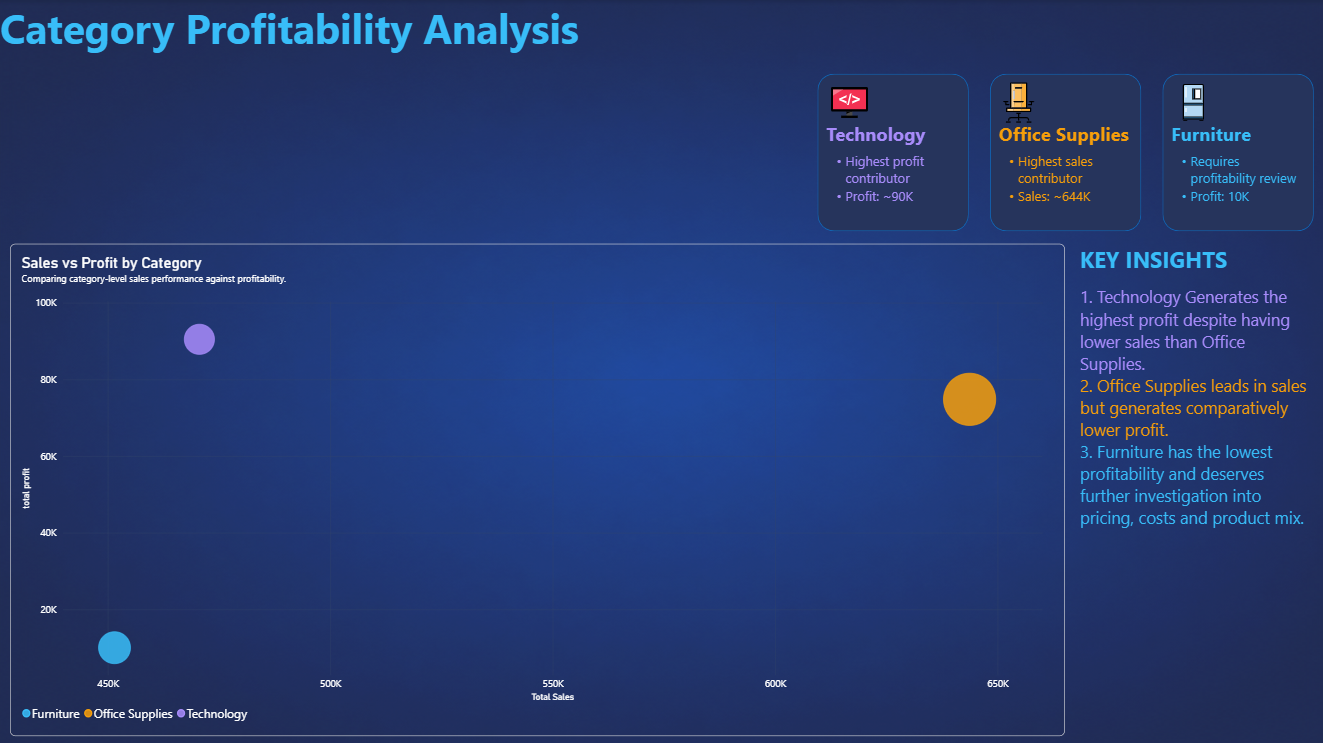 Category Profitability Analysis
</>
Technology
• Highest profit
contributor
• Profit: ~90K
Office Supplies
• Highest sales
contributor
• Sales: ~644K
Furniture
• Requires
profitability review
• Profit: 10K
Sales vs Profit by Category
Comparing category-level sales performance against profitability.
100K
80K
60K
40K
20K
total profit
450K
500K
550K
600K
650K
Total Sales
Furniture
Office Supplies
Technology
KEY INSIGHTS
1. Technology Generates the
highest profit despite having
lower sales than Office
Supplies.
2. Office Supplies leads in sales
but generates comparatively
lower profit.
3. Furniture has the lowest
profitability and deserves
further investigation into
pricing, costs and product mix.